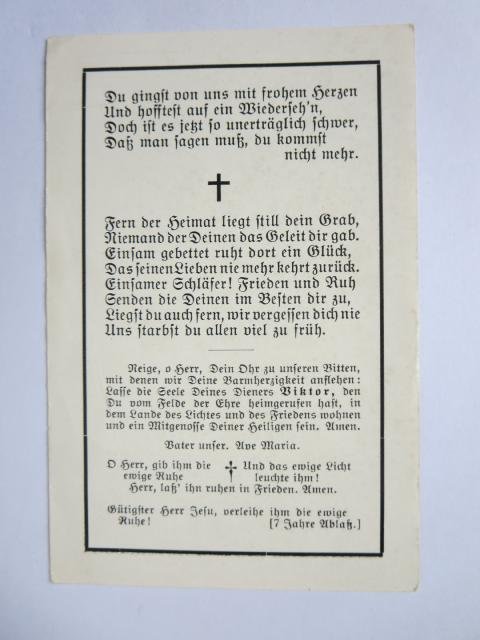 Du gingst von uns mit frohem Herzen
Und hofftest auf ein Wiederseh'n,
Doch ist es jetzt so unerträglich schwer,
Daß man sagen muß, du kommst
nicht mehr.
Fern der Heimat liegt still dein Grab,
Niemand der Deinen das Geleit dir gab.
Einsam gebettet ruht dort ein Glück,
Das seinen Lieben nie mehr kehrt zurück.
Einsamer Schläfer! Frieden und Ruh
Senden die Deinen im Besten dir zu,
Liegst du auch fern, wir vergessen dich nie
Uns starbst du allen viel zu früh.
Neige, o Herr, Dein Ohr zu unseren Bitten,
mit denen wir Deine Barmherzigkeit anflehen:
Lasse die Seele Deines Dieners Viktor, den
Du vom Felde der Ehre heimgerufen hast, in
dem Lande des Lichtes und des Friedens wohnen
und ein Mitgenosse Deiner Heiligen sein. Amen.
Vater unser. Ave Maria.
O Herr, gib ihm die ewige Ruhe
Und das ewige Licht leuchte ihm!
Herr, laß' ihn ruhen in Frieden. Amen.
Gütigster Herr Jesu, verleihe ihm die ewige
Ruhe! [7 Jahre Ablaß.]